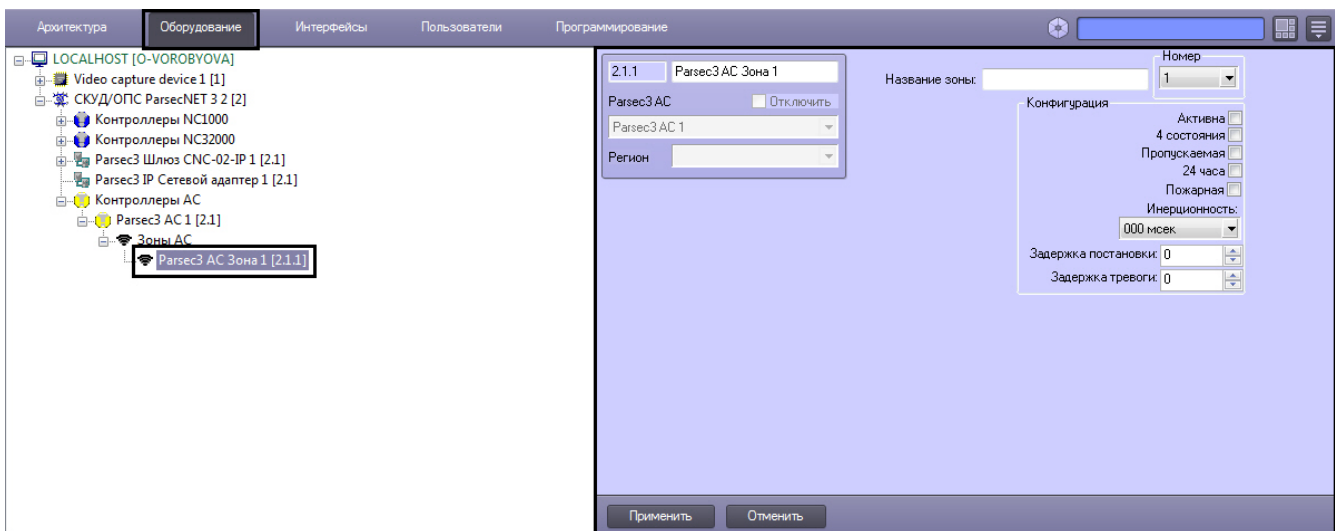 Архитектура Оборудование Интерфейсы Пользователи Программирование
LOCALHOST [O-VOROBYOVA]
Video capture device 1 [1]
СКУД/ОПС ParsecNET 3 2 [2]
Контроллеры NC1000
Контроллеры NC32000
Parsec3 Шлюз CNC-02-IP 1 [2.1]
Parsec3 IP Сетевой адаптер 1 [2.1]
Контроллеры AC
Parsec3 AC 1 [2.1]
Зоны AC
Parsec3 AC Зона 1 [2.1.1]
2.1.1 Parsec3 AC Зона 1
Parsec3 AC Отключить
Parsec3 AC 1
Регион
Название зоны:
Номер
1
Конфигурация
Активна
4 состояния
Пропускаемая
24 часа
Пожарная
Инерционность:
000 мсек
Задержка постановки: 0
Задержка тревоги: 0
Применить Отменить